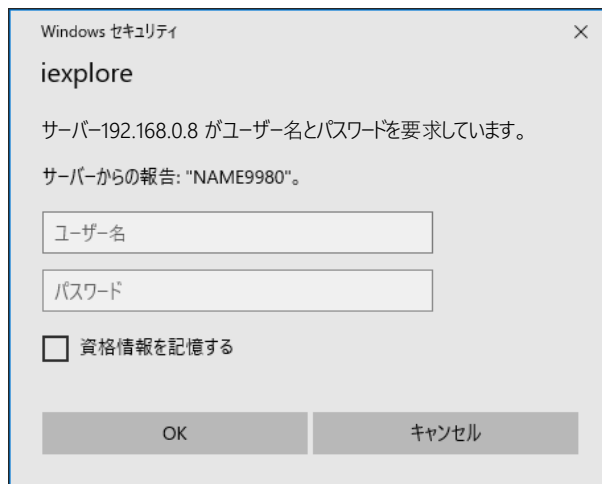 Windows セキュリティ
iexplore
サーバー192.168.0.8 がユーザー名とパスワードを要求しています。
サーバーからの報告: "NAME9980"。
ユーザー名
パスワード
資格情報を記憶する
OK
キャンセル